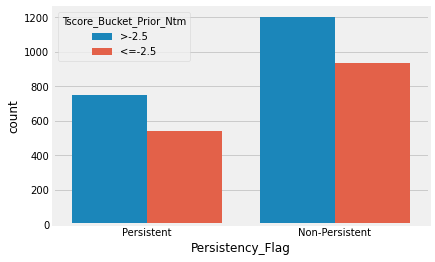 Tscore_Bucket_Prior_Ntm
>-2.5
<=-2.5
1200
1000
800
600
400
200
0
count
Persistent
Non-Persistent
Persistency_Flag